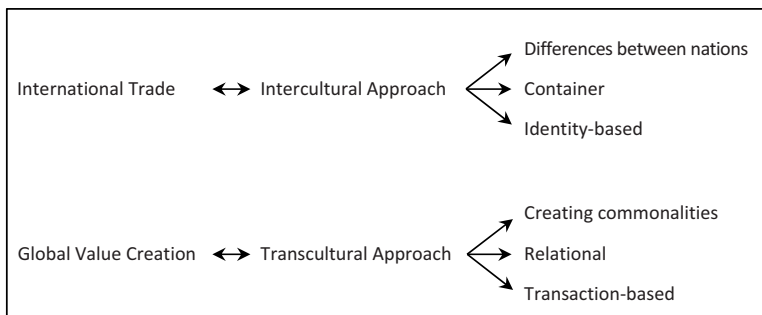 Differences between nations
International Trade Intercultural Approach Container
Identity-based
Creating commonalities
Global Value Creation Transcultural Approach Relational
Transaction-based